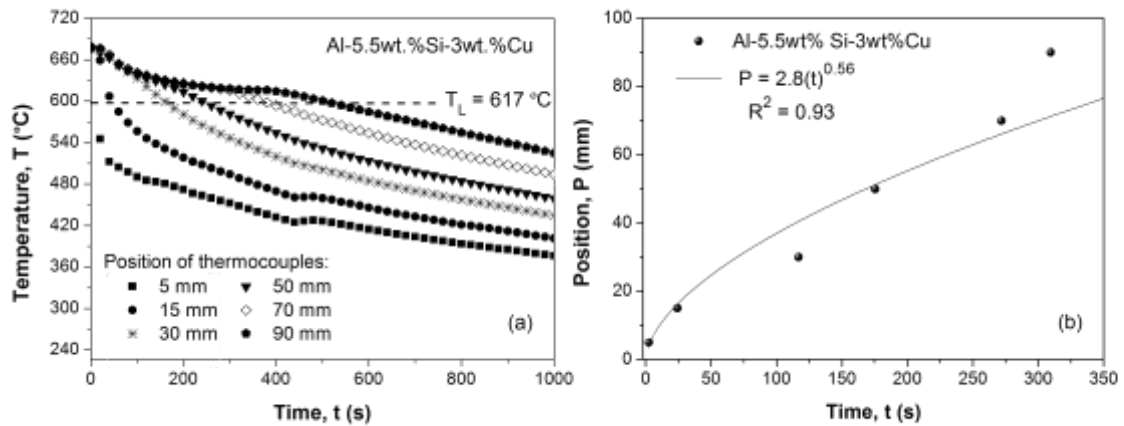 720
660
600
540
480
420
360
300
240
Temperature, T (°C)
Al-5.5wt.%Si-3wt.%Cu
T_L = 617 °C
Position of thermocouples:
5 mm
50 mm
15 mm
70 mm
30 mm
90 mm
(a)
0 200 400 600 800 1000
Time, t (s)
100
80
60
40
20
0
Position, P (mm)
Al-5.5wt% Si-3wt%Cu
P = 2.8(t)^0.56
R² = 0.93
(b)
0 50 100 150 200 250 300 350
Time, t (s)